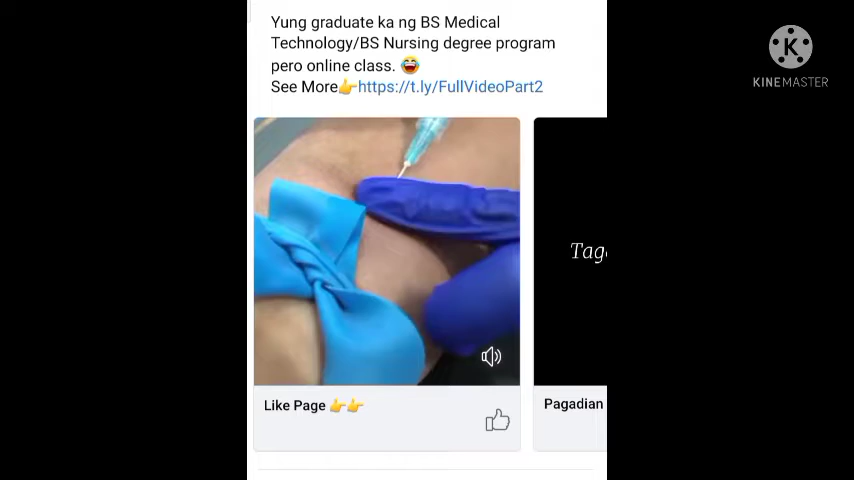 Yung graduate ka ng BS Medical
Technology/BS Nursing degree program
pero online class. 😂
See More👉https://t.ly/FullVideoPart2
K
KINEMASTER
Taga
Like Page 👉👉
Pagadian